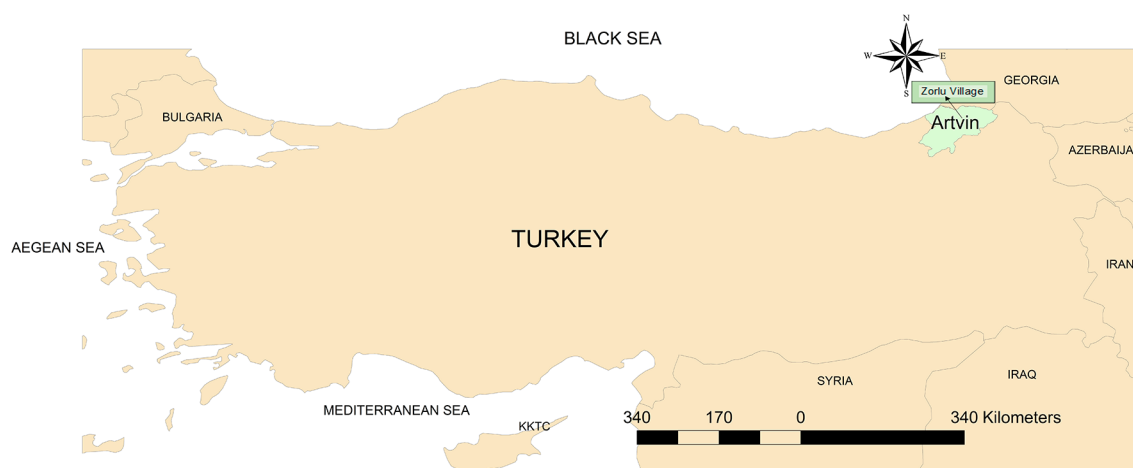 BLACK SEA
N
W
E
S
GEORGIA
Zorlu Village
BULGARIA
Artvin
AZERBAIJA
TURKEY
AEGEAN SEA
IRAN
SYRIA
IRAQ
MEDITERRANEAN SEA
KKTC
340 170 0 340 Kilometers